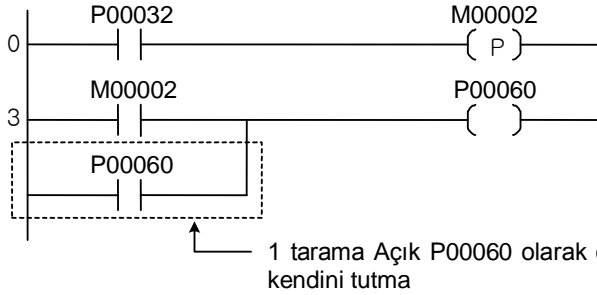 P00032 M00002
0 P
M00002 P00060
3
P00060
1 tarama Açık P00060 olarak
kendini tutma